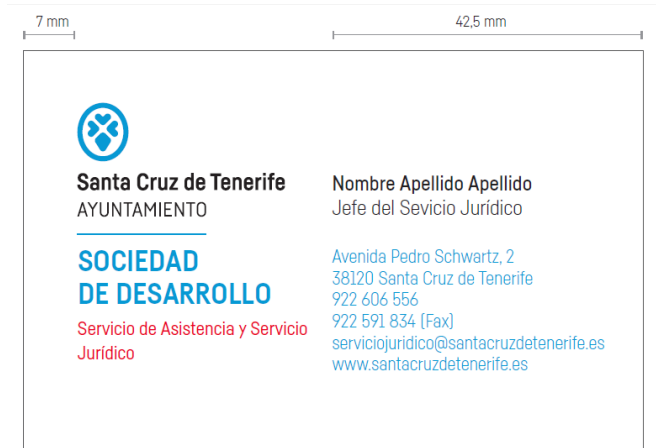 7 mm
42,5 mm
Santa Cruz de Tenerife
AYUNTAMIENTO
SOCIEDAD
DE DESARROLLO
Servicio de Asistencia y Servicio
Jurídico
Nombre Apellido Apellido
Jefe del Sevicio Jurídico
Avenida Pedro Schwartz, 2
38120 Santa Cruz de Tenerife
922 606 556
922 591 834 (Fax)
serviciojuridico@santacruzdetenerife.es
www.santacruzdetenerife.es